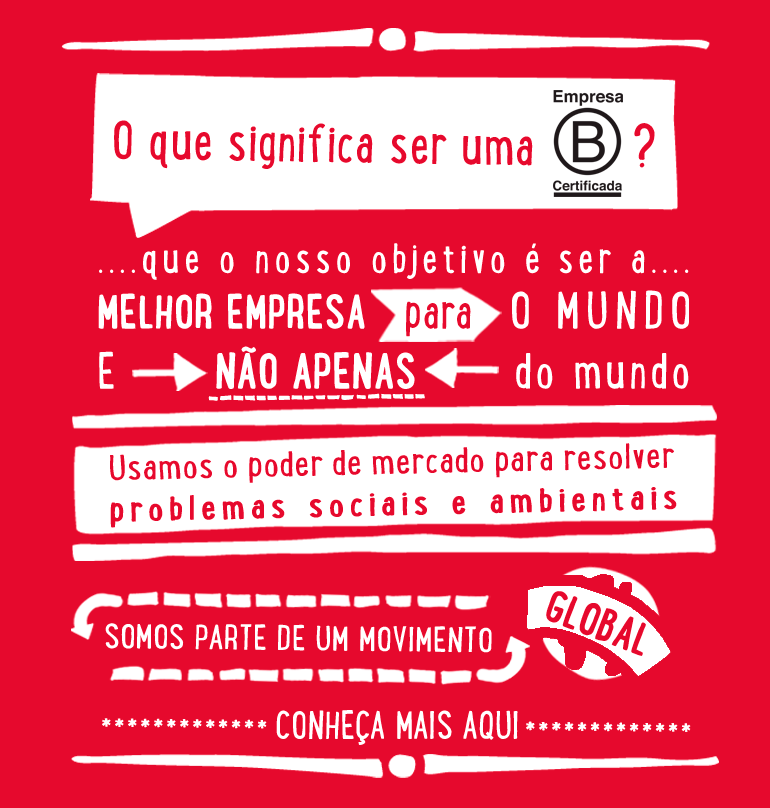 O que significa ser uma Empresa B Certificada ?
....que o nosso objetivo é ser a....
MELHOR EMPRESA para O MUNDO
E NÃO APENAS do mundo
Usamos o poder de mercado para resolver
problemas sociais e ambientais
SOMOS PARTE DE UM MOVIMENTO GLOBAL
************* CONHEÇA MAIS AQUI *************